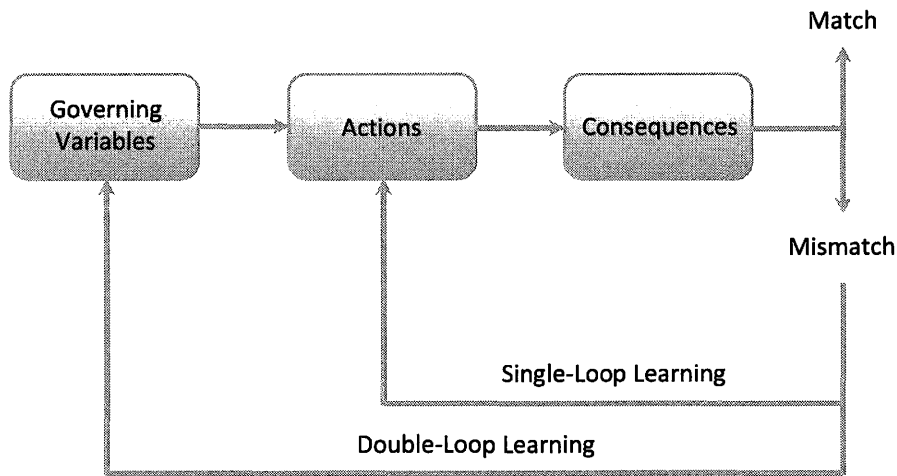 Match
Governing
Variables
Actions
Consequences
Mismatch
Single-Loop Learning
Double-Loop Learning